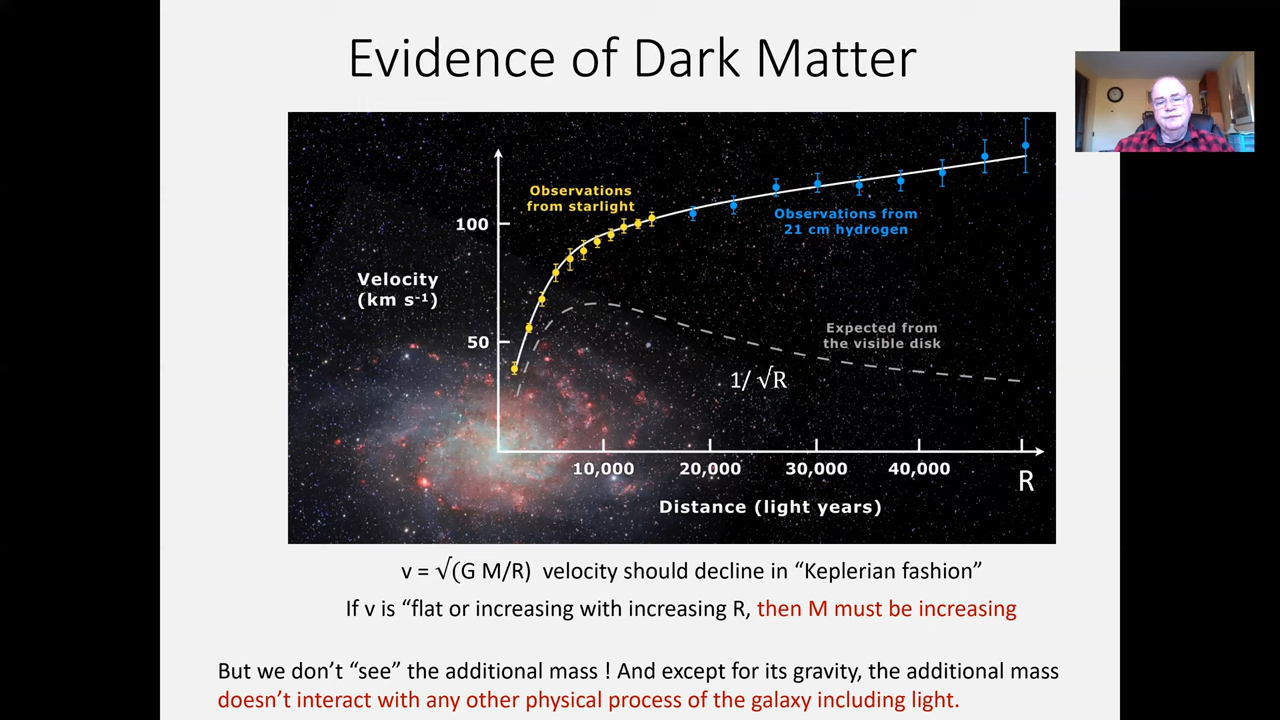 Evidence of Dark Matter
Observations
from starlight
100
Observations from
21 cm hydrogen
Velocity
(km s⁻¹)
Expected from
the visible disk
50
1/ √R
10,000
20,000
30,000
40,000
R
Distance (light years)
v = √(G M/R) velocity should decline in “Keplerian fashion”
If v is “flat or increasing with increasing R, then M must be increasing
But we don’t “see” the additional mass ! And except for its gravity, the additional mass
doesn’t interact with any other physical process of the galaxy including light.